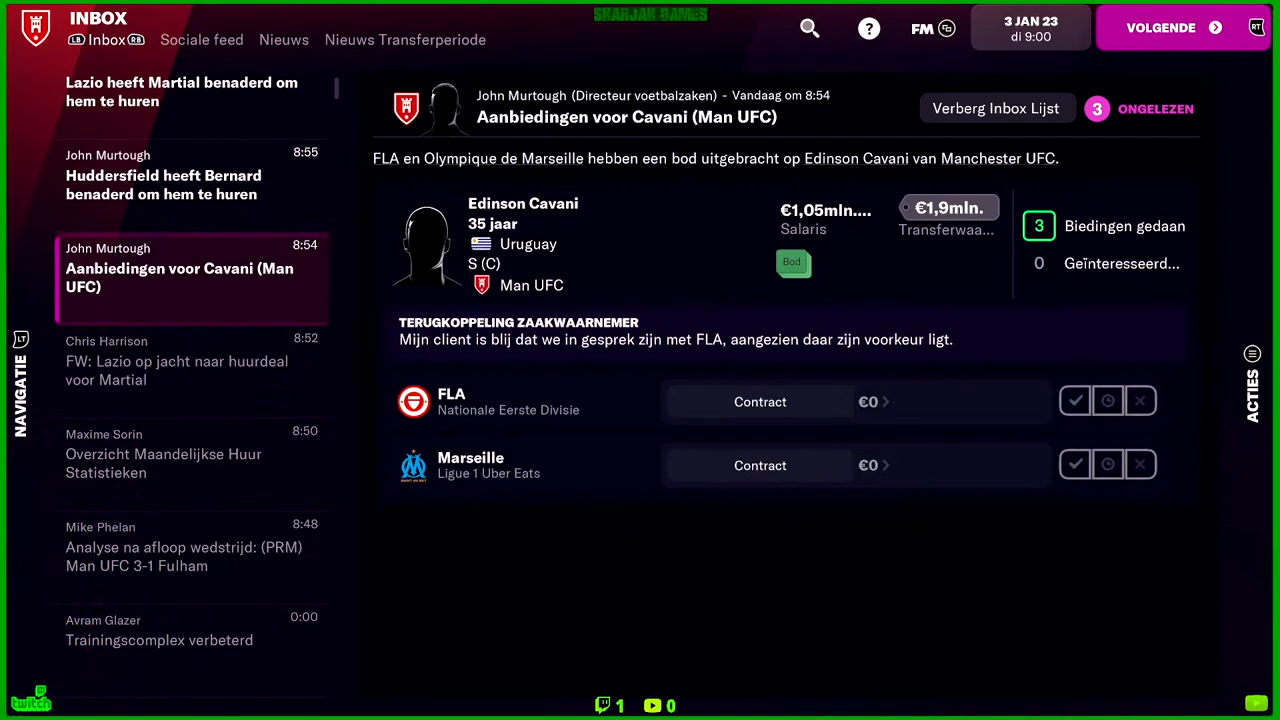 SKARJAH GAMES
INBOX
LB Inbox RB Sociale feed Nieuws Nieuws Transferperiode
FM
3 JAN 23
di 9:00
VOLGENDE
RT
Lazio heeft Martial benaderd om
hem te huren
John Murtough 8:55
Huddersfield heeft Bernard
benaderd om hem te huren
John Murtough 8:54
Aanbiedingen voor Cavani (Man
UFC)
Chris Harrison 8:52
FW: Lazio op jacht naar huurdeal
voor Martial
Maxime Sorin 8:50
Overzicht Maandelijkse Huur
Statistieken
Mike Phelan 8:48
Analyse na afloop wedstrijd: (PRM)
Man UFC 3-1 Fulham
Avram Glazer 0:00
Trainingscomplex verbeterd
LT
NAVIGATIE
John Murtough (Directeur voetbalzaken) - Vandaag om 8:54
Aanbiedingen voor Cavani (Man UFC)
Verberg Inbox Lijst
3 ONGELEZEN
FLA en Olympique de Marseille hebben een bod uitgebracht op Edinson Cavani van Manchester UFC.
Edinson Cavani
35 jaar
Uruguay
S (C)
Man UFC
€1,05mln....
Salaris
Bod
€1,9mln.
Transferwaa...
3 Biedingen gedaan
0 Geïnteresseerd...
TERUGKOPPELING ZAAKWAARNEMER
Mijn client is blij dat we in gesprek zijn met FLA, aangezien daar zijn voorkeur ligt.
FLA
Nationale Eerste Divisie
Contract €0
Marseille
Ligue 1 Uber Eats
Contract €0
ACTIES
twitch
1 0